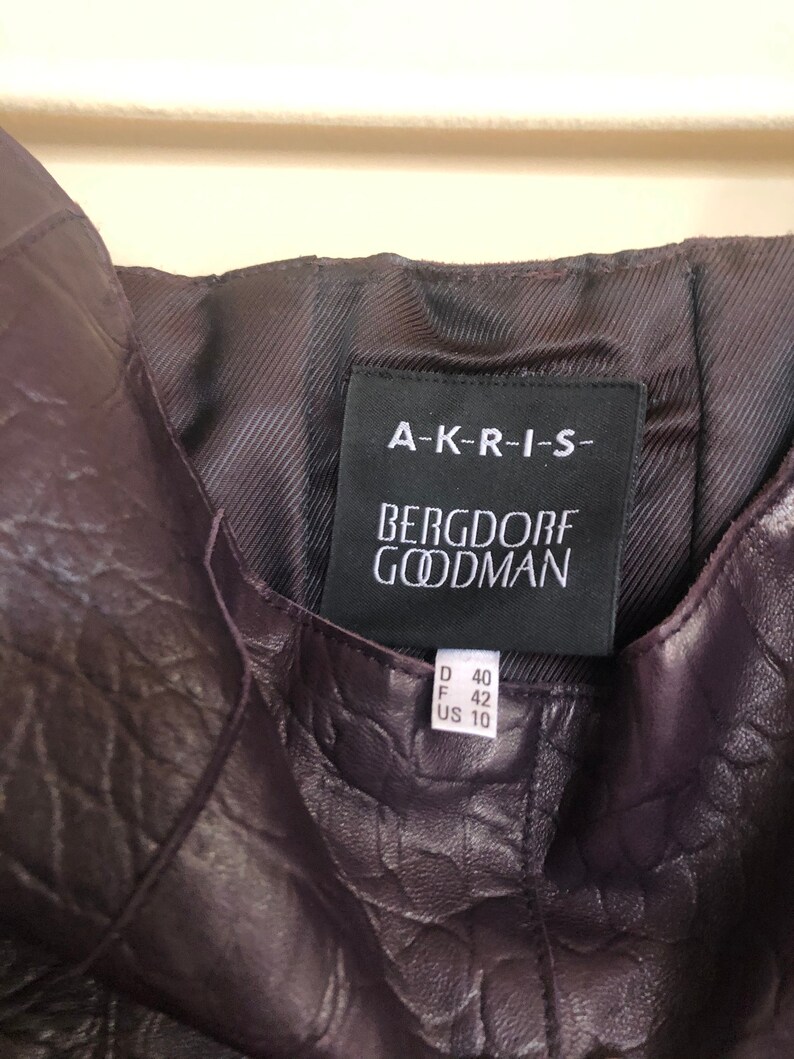 A-K-R-I-S-
BERGDORF
GOODMAN
D 40
F 42
US 10